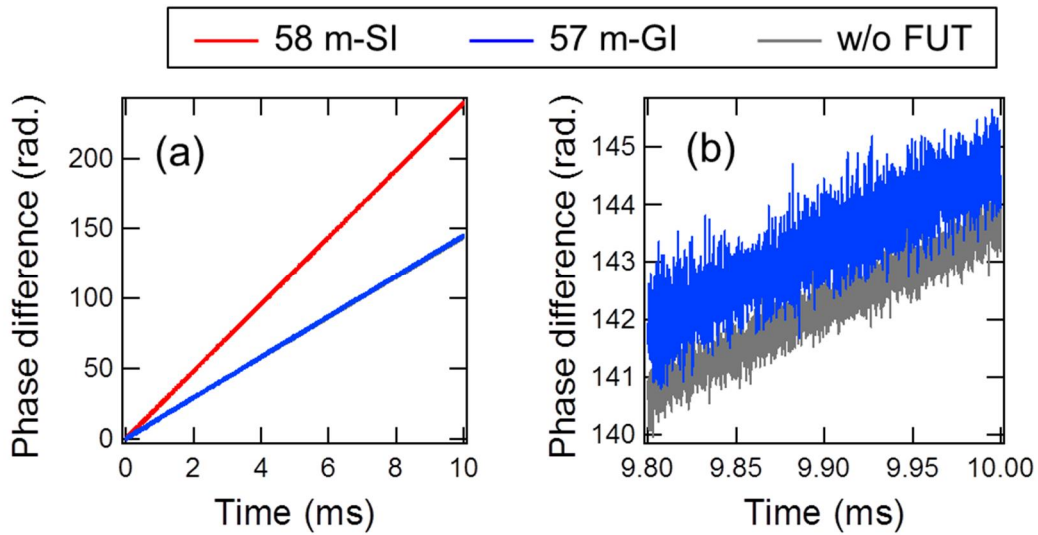 58 m-SI 57 m-GI w/o FUT
(a)
Phase difference (rad.)
200
150
100
50
0
0 2 4 6 8 10
Time (ms)
(b)
Phase difference (rad.)
145
144
143
142
141
140
9.80 9.85 9.90 9.95 10.00
Time (ms)